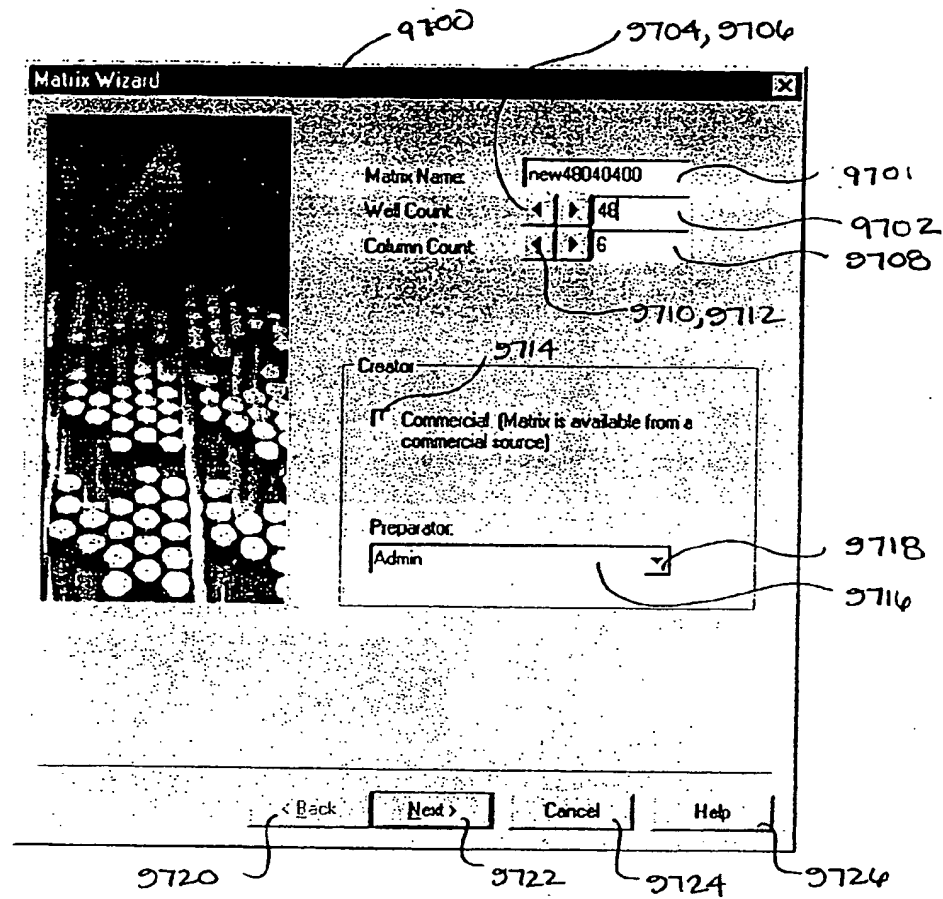 9700
9704, 9706
Matrix Wizard
Matrix Name: new48040400 9701
Well Count 48 9702
Column Count 6 9708
9710, 9712
9714
Creator
Commercial (Matrix is available from a
commercial source)
Preparator:
Admin
9718
9716
< Back Next > Cancel Help
9720 9722 9724 9726